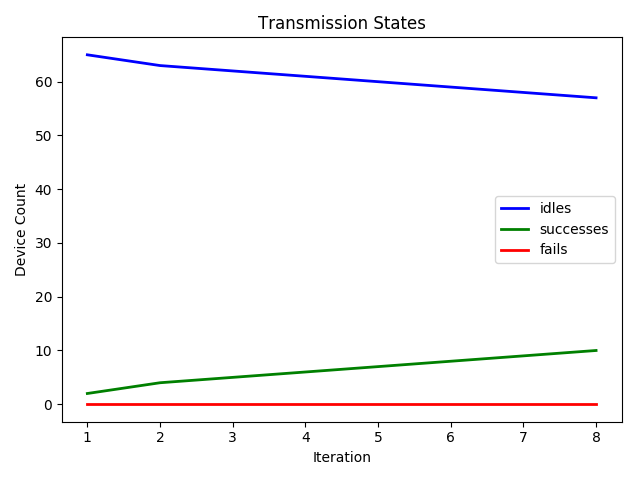 Transmission States
Device Count
60
50
40
30
20
10
0
idles
successes
fails
1 2 3 4 5 6 7 8
Iteration